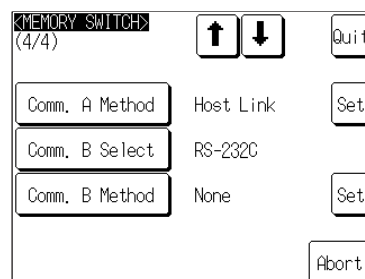 <MEMORY SWITCH>
(4/4) Quit
Comm. A Method Host Link Set
Comm. B Select RS-232C
Comm. B Method None Set
Abort